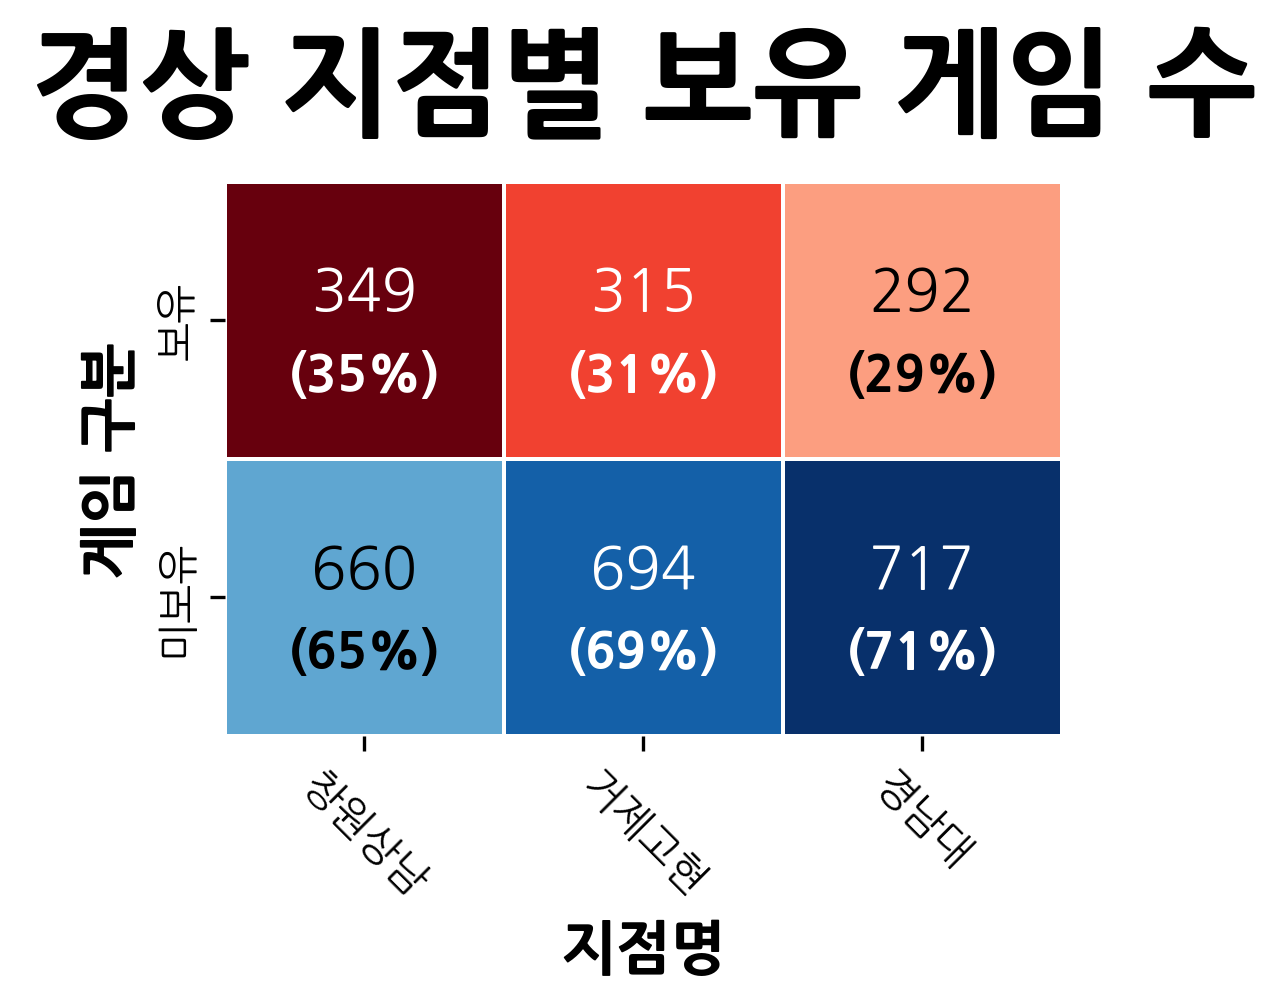 경상 지점별 보유 게임 수
게임 구분
보유
349
(35%)
315
(31%)
292
(29%)
미보유
660
(65%)
694
(69%)
717
(71%)
창원상남
거제고현
경남대
지점명